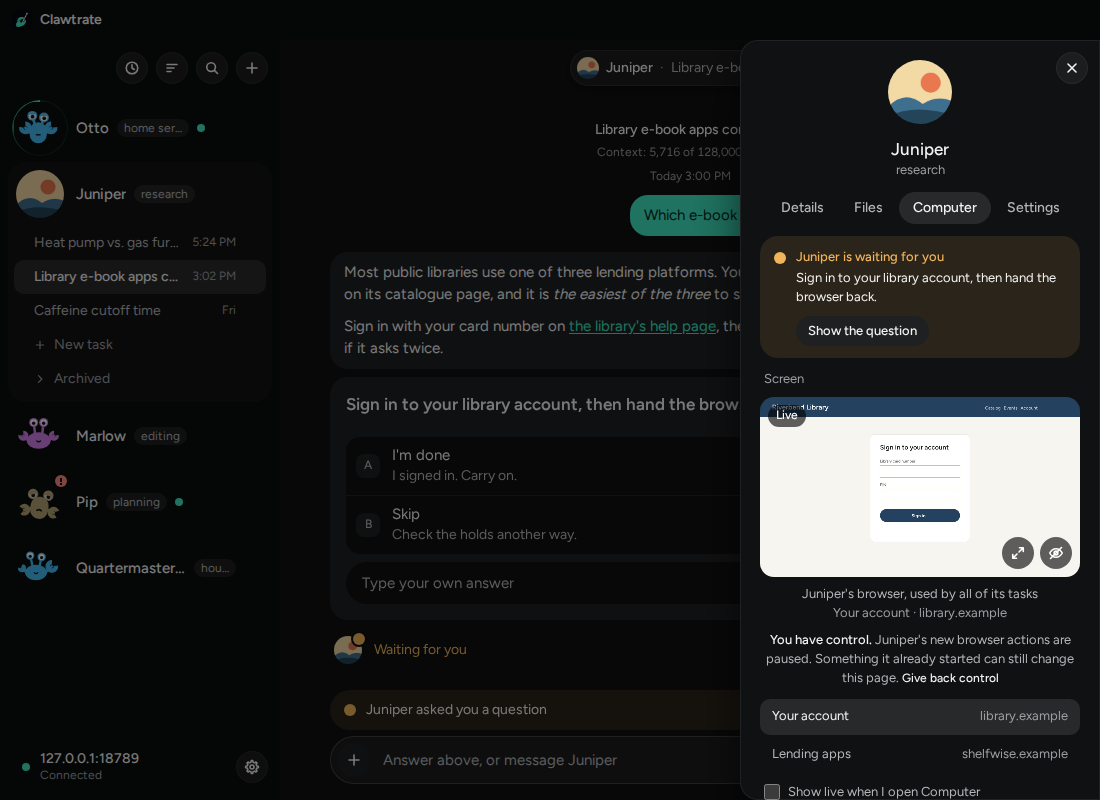 Clawtrate
Otto
home ser...
Juniper
research
Heat pump vs. gas fur...
5:24 PM
Library e-book apps c...
3:02 PM
Caffeine cutoff time
Fri
New task
Archived
Marlow
editing
Pip
planning
Quartermaster...
hou...
127.0.0.1:18789
Connected
Juniper · Library e-b
Library e-book apps co
Context: 5,716 of 128,000
Today 3:00 PM
Which e-book
Most public libraries use one of three lending platforms. You
on its catalogue page, and it is the easiest of the three to s
Sign in with your card number on the library's help page, the
if it asks twice.
Sign in to your library account, then hand the brow
A
I'm done
I signed in. Carry on.
B
Skip
Check the holds another way.
Type your own answer
Waiting for you
Juniper asked you a question
Answer above, or message Juniper
Juniper
research
Details
Files
Computer
Settings
Juniper is waiting for you
Sign in to your library account, then hand the
browser back.
Show the question
Screen
Library
Live
Catalog Events Account
Sign in to your account
Library card number
PIN
Sign in
Juniper's browser, used by all of its tasks
Your account · library.example
You have control. Juniper's new browser actions are
paused. Something it already started can still change
this page. Give back control
Your account
library.example
Lending apps
shelfwise.example
Show live when I open Computer